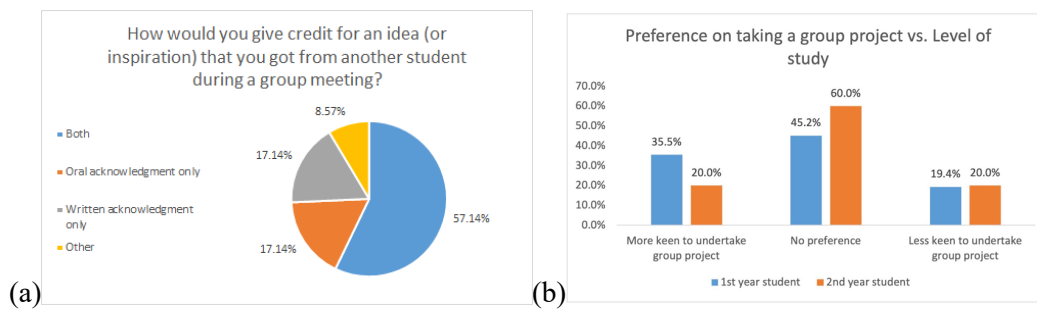 How would you give credit for an idea (or
inspiration) that you got from another student
during a group meeting?
8.57%
17.14%
17.14%
57.14%
Both
Oral acknowledgment only
Written acknowledgment
only
Other
(a)
Preference on taking a group project vs. Level of
study
70.0%
60.0%
50.0%
40.0%
30.0%
20.0%
10.0%
0.0%
35.5%
20.0%
45.2%
60.0%
19.4%
20.0%
More keen to undertake
group project
No preference
Less keen to undertake
group project
1st year student
2nd year student
(b)